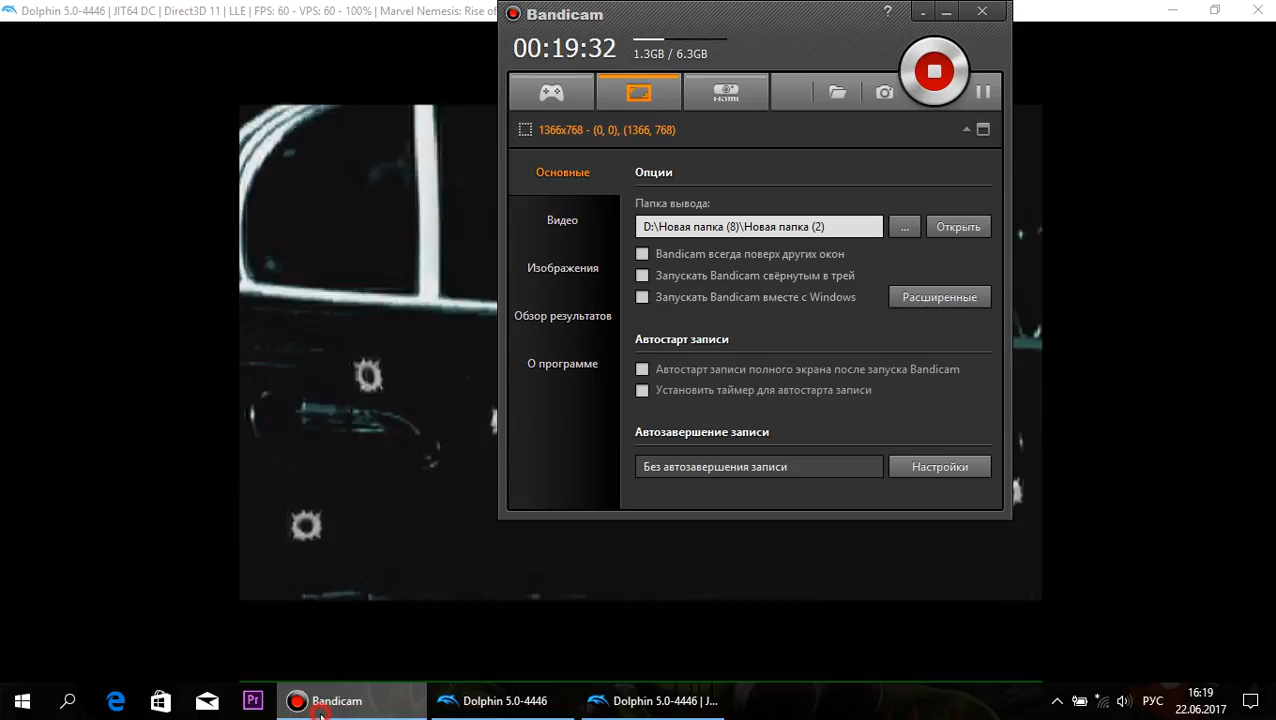 Dolphin 5.0-4446 | JIT64 DC | Direct3D 11 | LLE | FPS: 60 - VPS: 60 - 100% | Marvel Nemesis: Rise of
Bandicam
?
00:19:32
1.3GB / 6.3GB
HDMI
1366x768 - (0, 0), (1366, 768)
Основные
Опции
Папка вывода:
Видео
D:\Новая папка (8)\Новая папка (2)
...
Открыть
Bandicam всегда поверх других окон
Изображения
Запускать Bandicam свёрнутым в трей
Запускать Bandicam вместе с Windows
Расширенные
Обзор результатов
Автостарт записи
О программе
Автостарт записи полного экрана после запуска Bandicam
Установить таймер для автостарта записи
Автозавершение записи
Без автозавершения записи
Настройки
Pr
Bandicam
Dolphin 5.0-4446
Dolphin 5.0-4446 | J...
РУС
16:19
22.06.2017